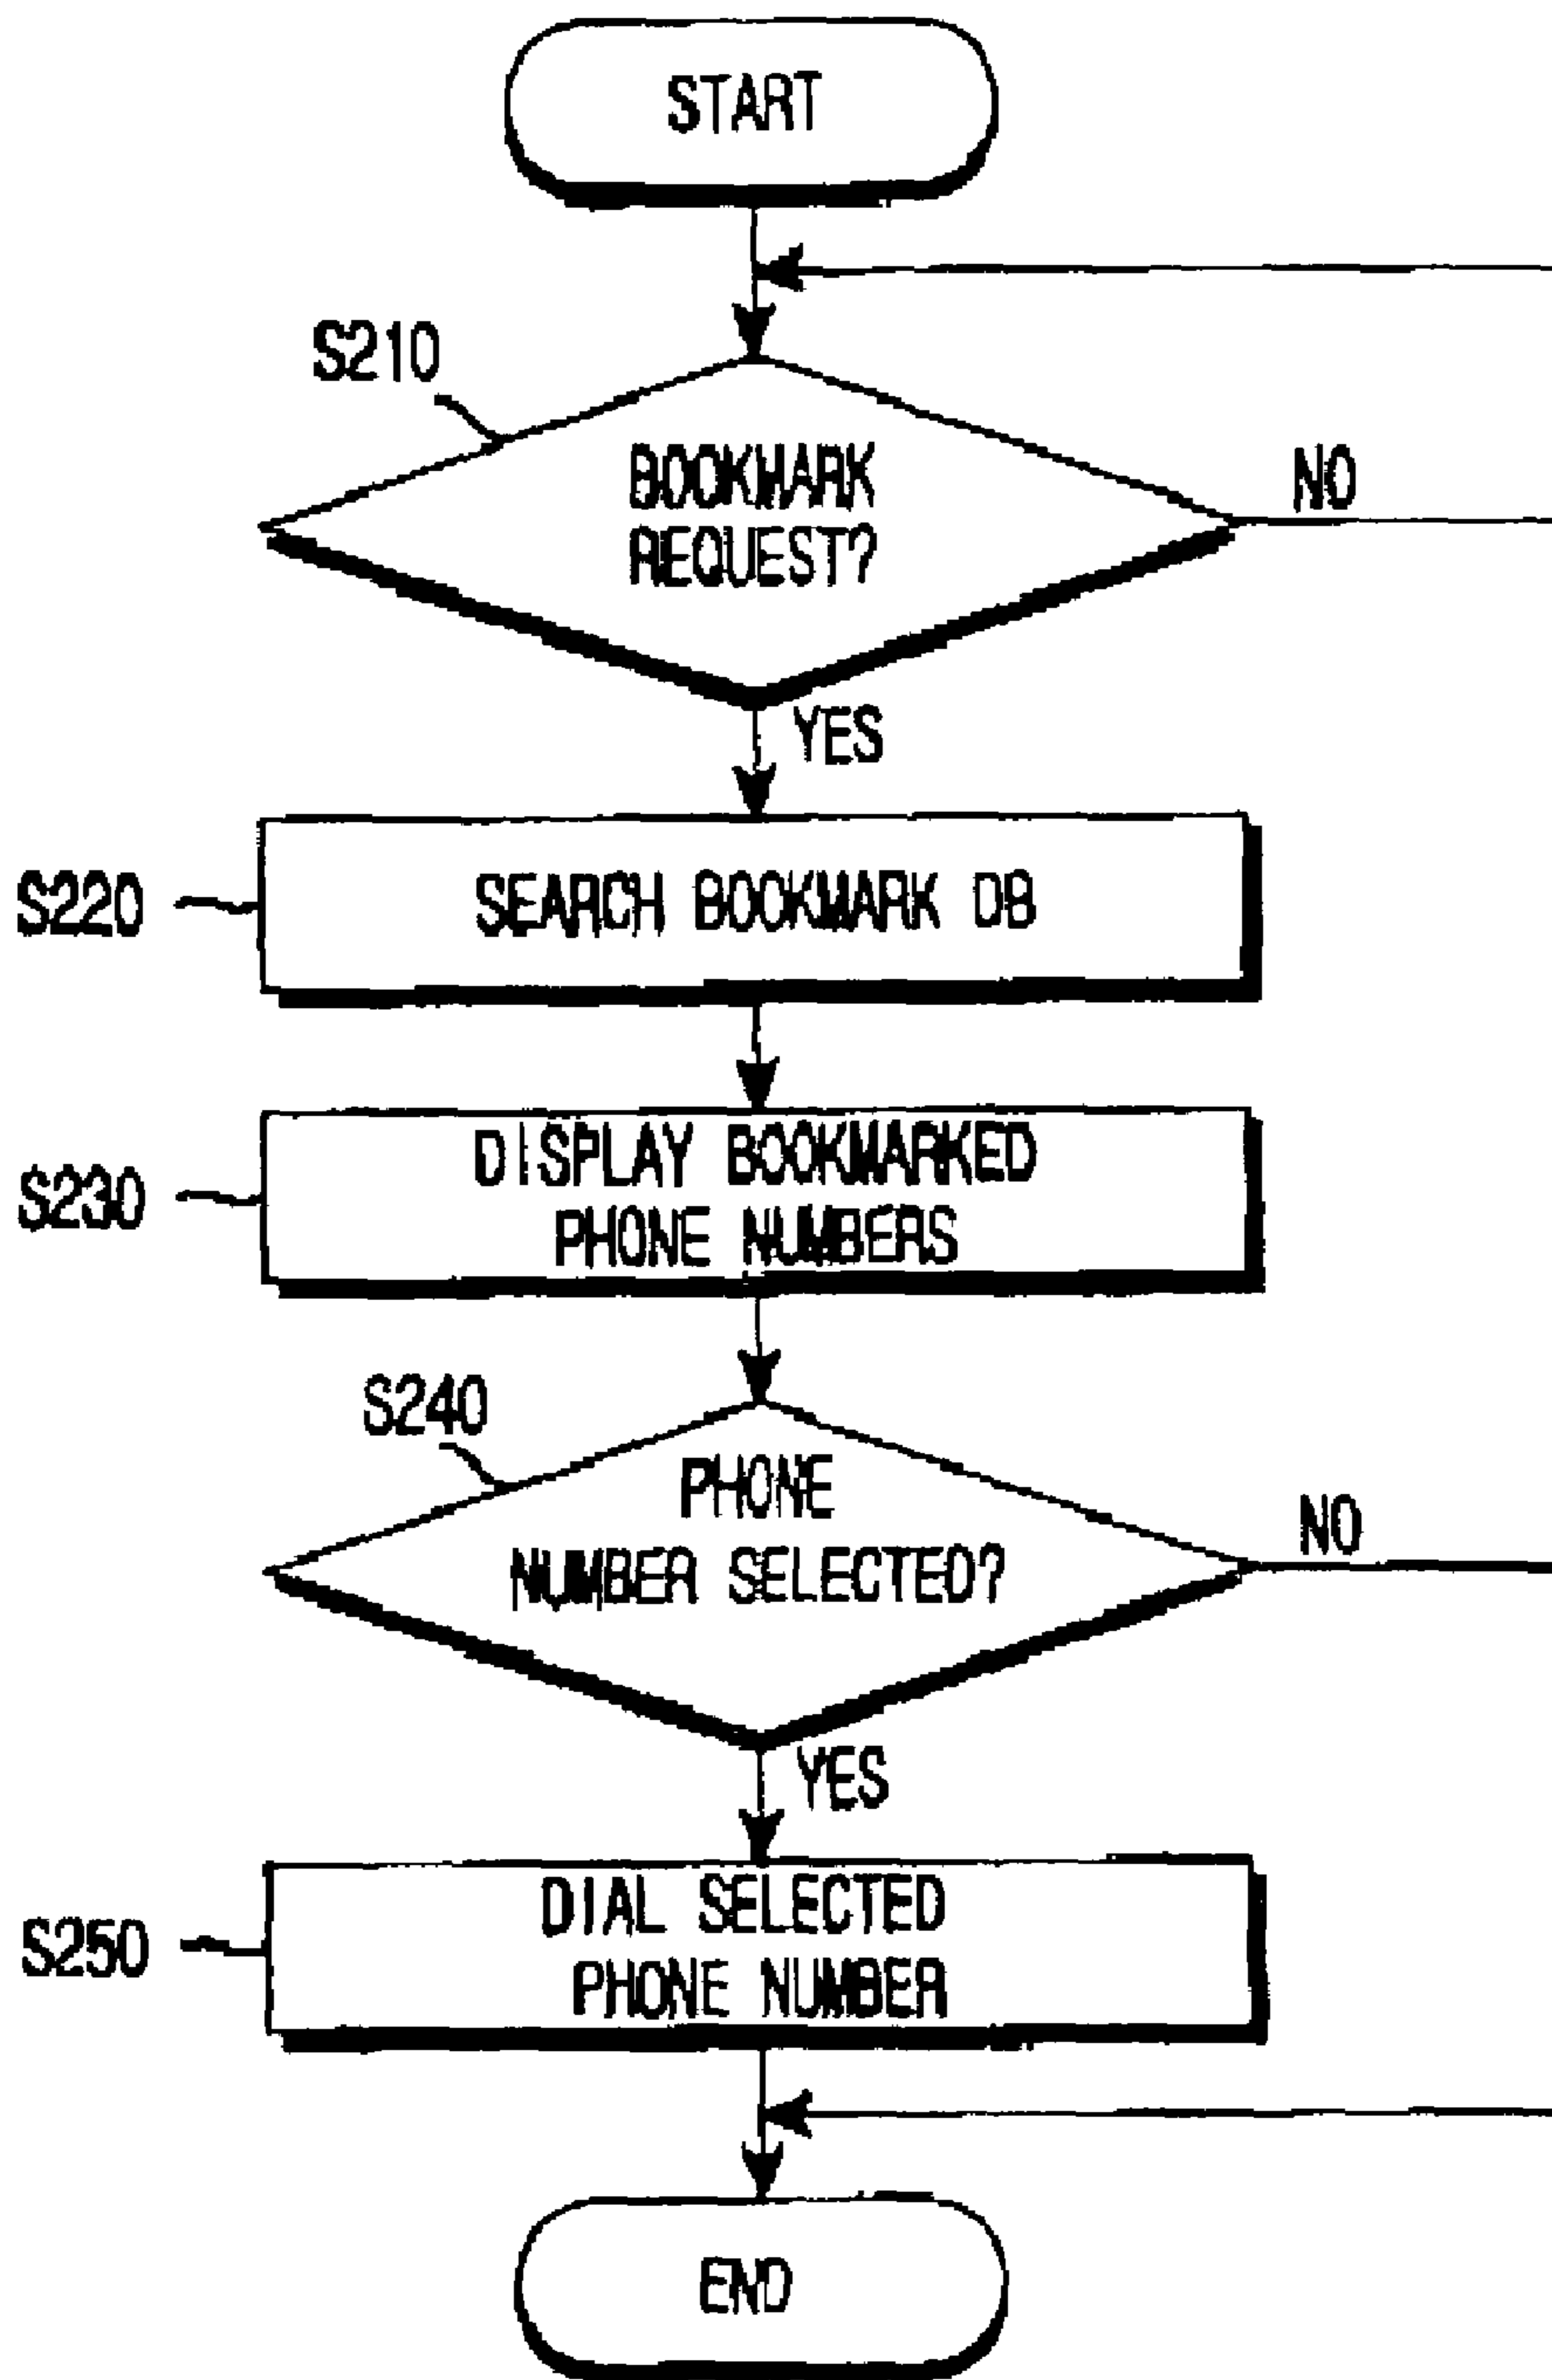 START
S210
BOOKMARK
REQUEST?
NO
YES
S220
SEARCH BOOKMARK DB
S230
DISPLAY BOOKMARKED
PHONE NUMBERS
S240
PHONE
NUMBER SELECTED?
NO
YES
S250
DIAL SELECTED
PHONE NUMBER
END